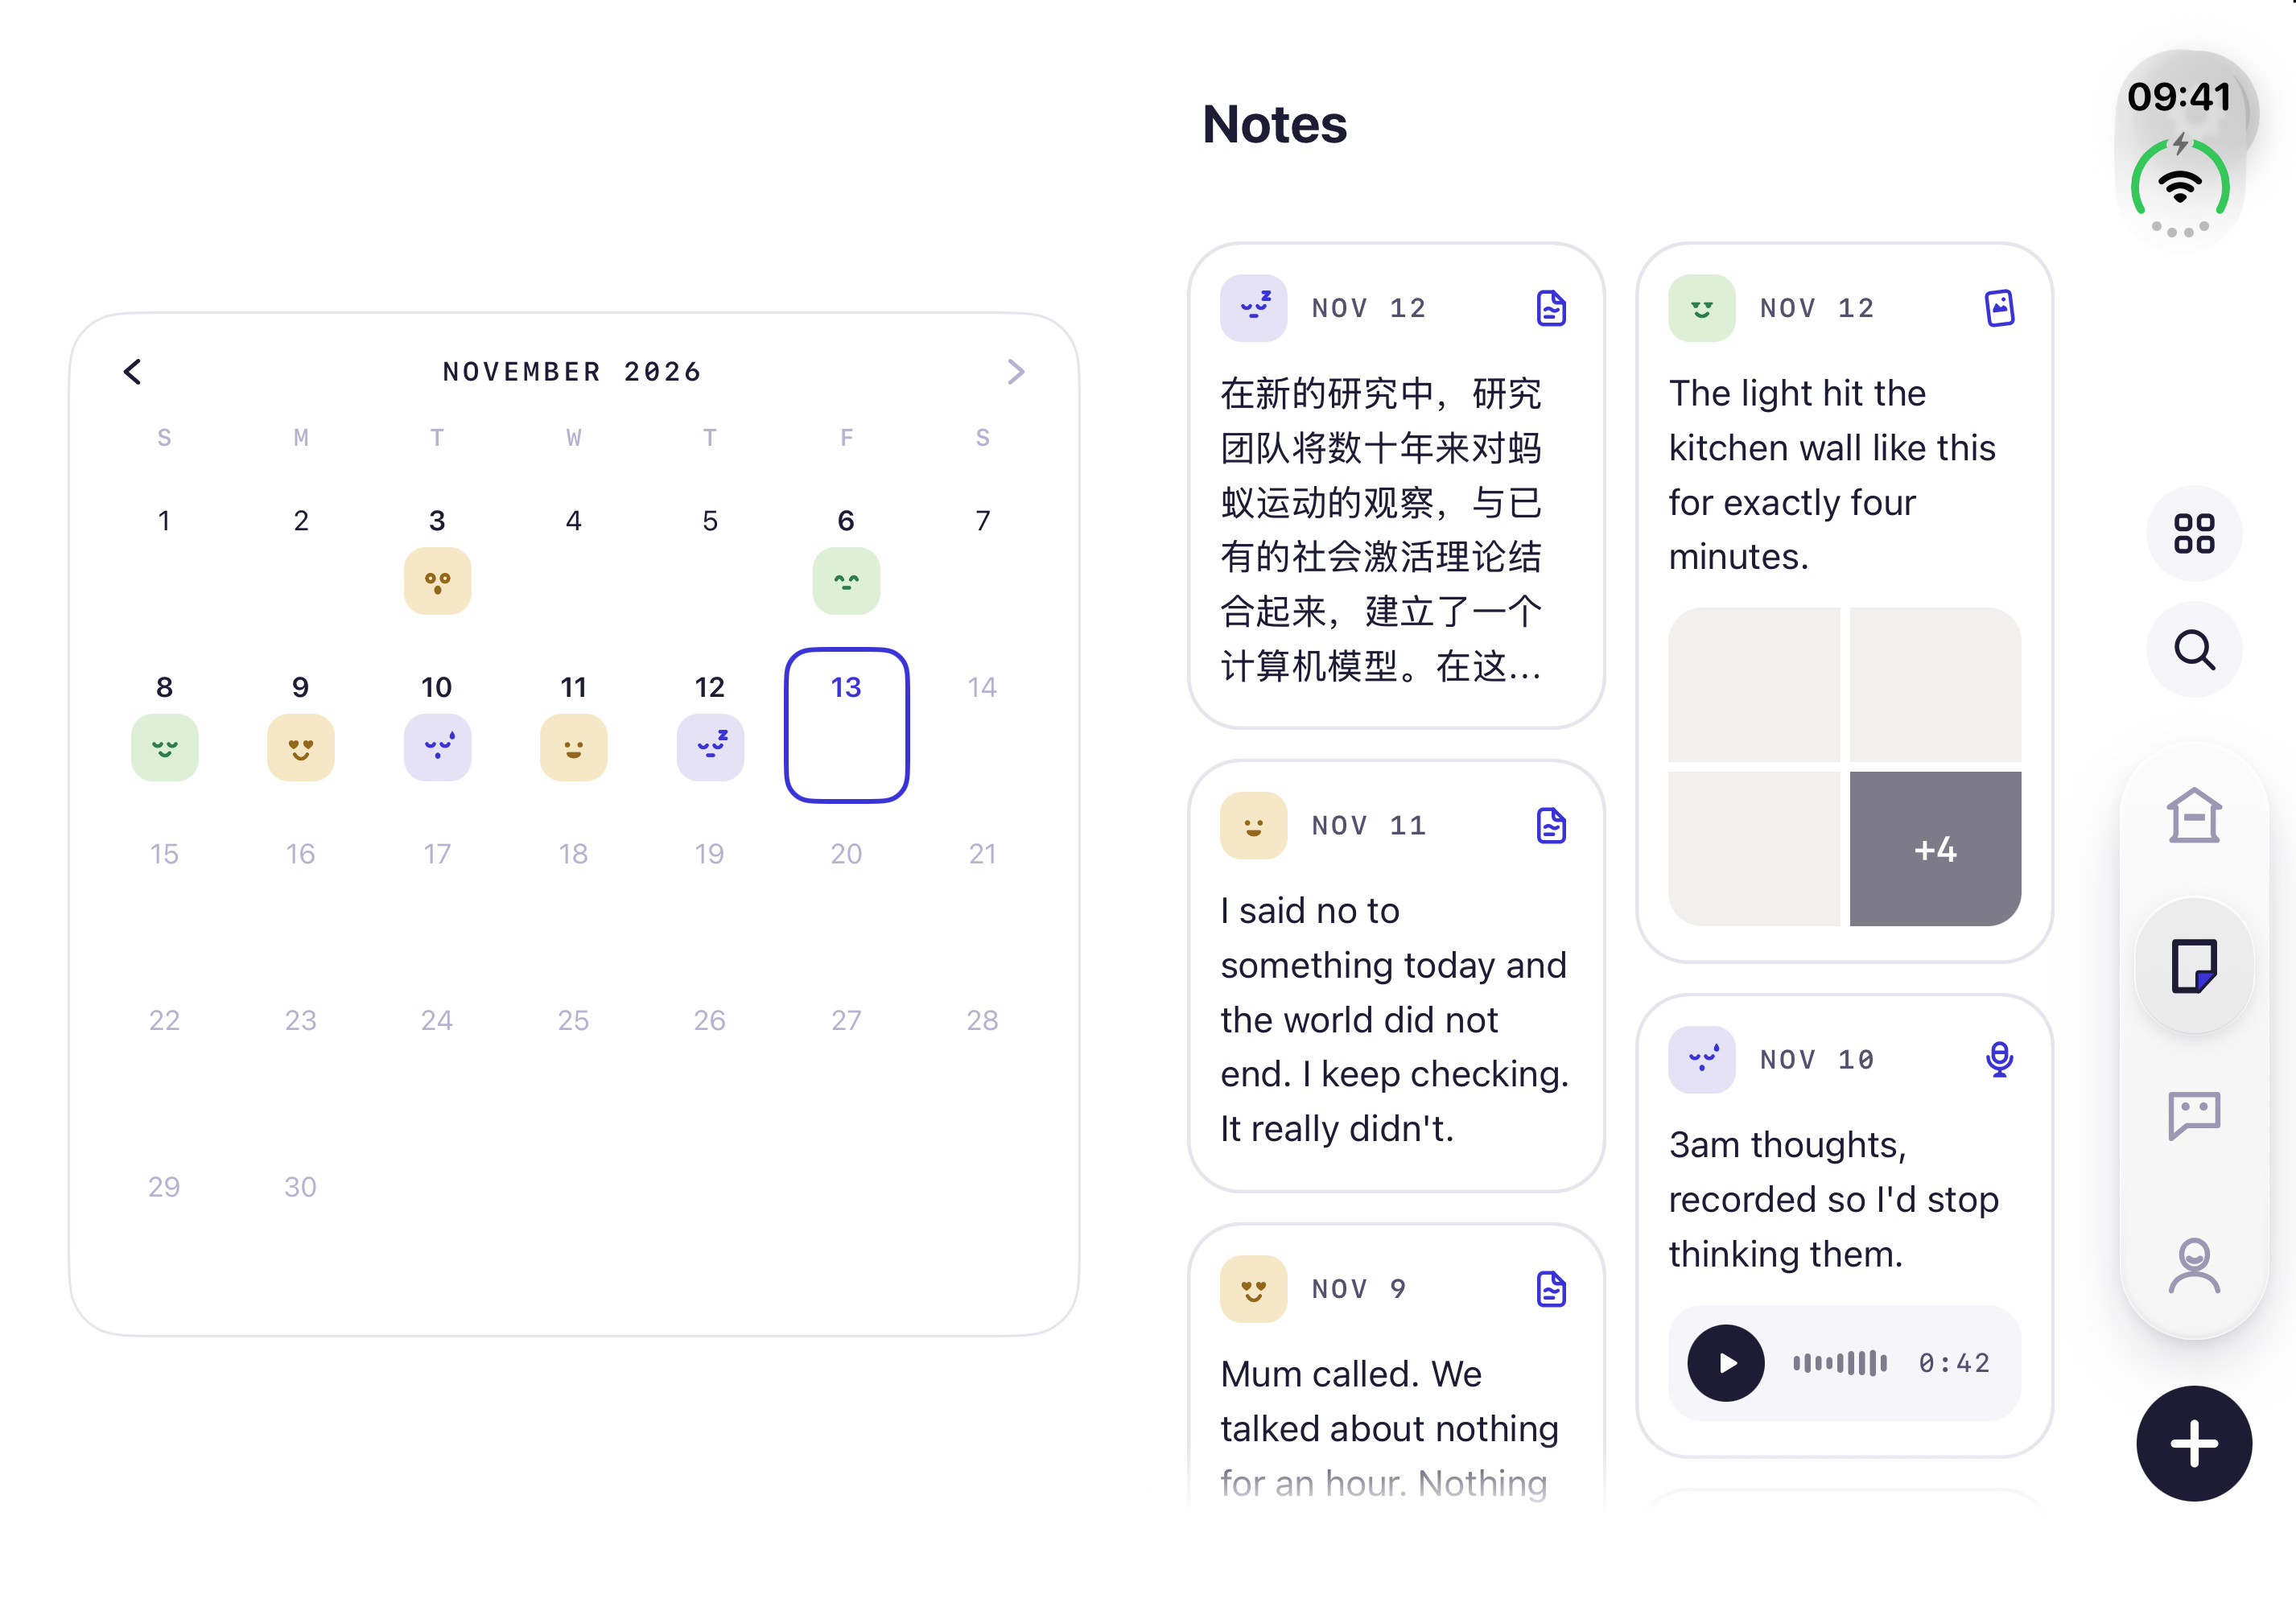 09:41
NOVEMBER 2026
S M T W T F S
1 2 3 4 5 6 7
8 9 10 11 12 13 14
15 16 17 18 19 20 21
22 23 24 25 26 27 28
29 30
Notes
NOV 12
在新的研究中，研究
团队将数十年来对蚂
蚁运动的观察，与已
有的社会激活理论结
合起来，建立了一个
计算机模型。在这...
NOV 11
I said no to
something today and
the world did not
end. I keep checking.
It really didn't.
NOV 9
Mum called. We
talked about nothing
for an hour. Nothing
NOV 12
The light hit the
kitchen wall like this
for exactly four
minutes.
+4
NOV 10
3am thoughts,
recorded so I'd stop
thinking them.
0:42